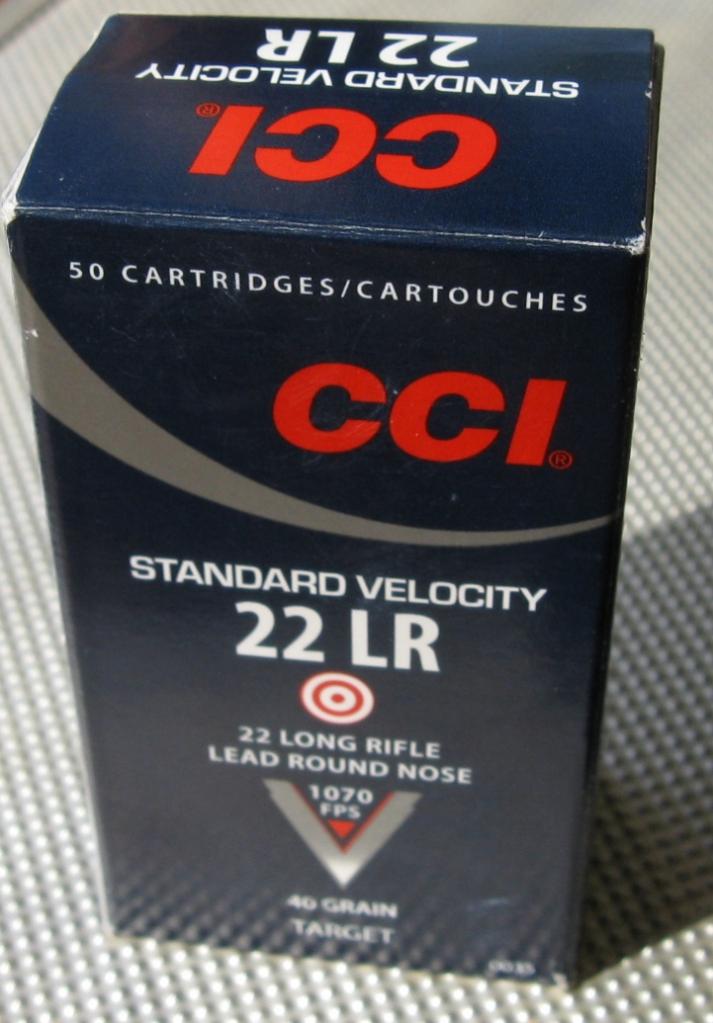 22 LR
STANDARD VELOCITY
CCI®
50 CARTRIDGES/CARTOUCHES
CCI®
STANDARD VELOCITY
22 LR
22 LONG RIFLE
LEAD ROUND NOSE
1070
FPS
40 GRAIN
TARGET